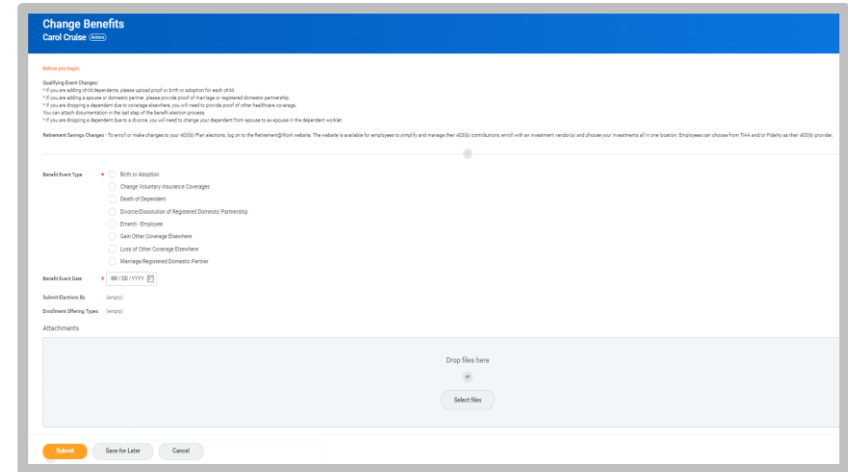 Change Benefits
Carol Cruise Actions
Before you begin:
Qualifying Event Changes:
* If you are adding child dependents, please upload proof or birth or adoption for each child.
* If you are adding a spouse or domestic partner, please provide proof of marriage or registered domestic partnership.
* If you are dropping a dependent due to coverage elsewhere, you will need to provide proof of other healthcare coverage.
You can attach documentation in the last step of the benefit election process.
* If you are dropping a dependent due to a divorce, you will need to change your dependent from spouse to ex-spouse in the dependent worklet.
Retirement Savings Changes - To enroll or make changes to your 403(b) Plan elections, log on to the Retirement@Work website. The website is available for employees to simplify and manage their 403(b) contributions, enroll with an investment vendor(s) and choose your investments all in one location. Employees can choose from TIAA and/or Fidelity as their 403(b) provider.
Benefit Event Type * Birth or Adoption
Change Voluntary Insurance Coverages
Death of Dependent
Divorce/Dissolution of Registered Domestic Partnership
Emeriti - Employee
Gain Other Coverage Elsewhere
Loss of Other Coverage Elsewhere
Marriage/Registered Domestic Partner
Benefit Event Date * MM / DD / YYYY
Submit Elections By (empty)
Enrollment Offering Types (empty)
Attachments
Drop files here
or
Select files
Submit Save for Later Cancel